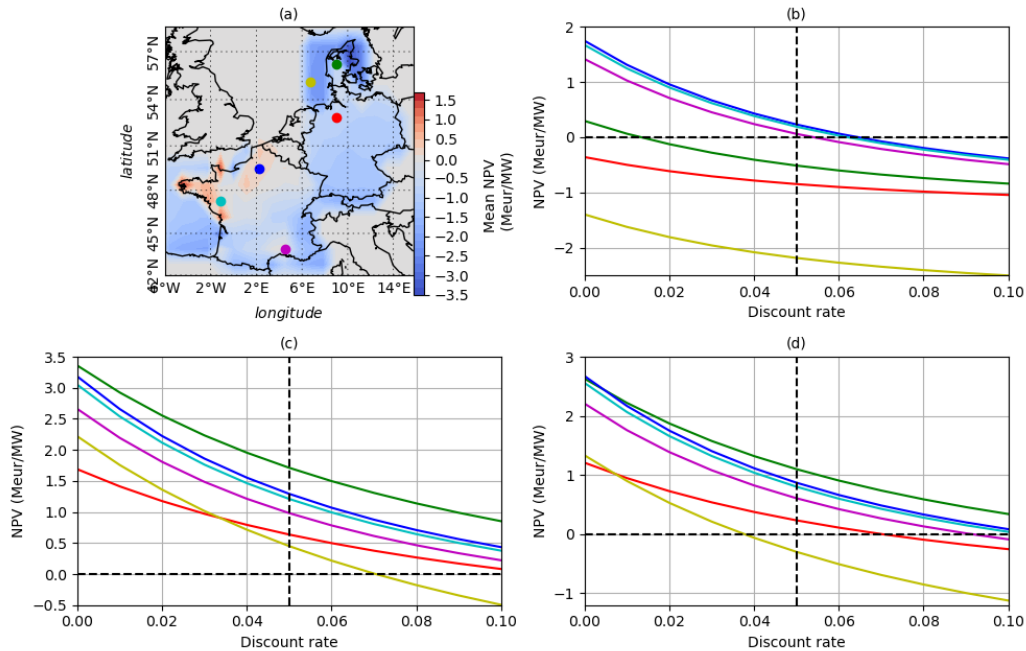 (a)
57°N
54°N
51°N
48°N
45°N
42°N
latitude
6°W 2°W 2°E 6°E 10°E 14°E
longitude
1.5
1.0
0.5
0.0
−0.5
−1.0
−1.5
−2.0
−2.5
−3.0
−3.5
Mean NPV
(Meur/MW)
(b)
2
1
0
−1
−2
NPV (Meur/MW)
0.00 0.02 0.04 0.06 0.08 0.10
Discount rate
(c)
3.5
3.0
2.5
2.0
1.5
1.0
0.5
0.0
−0.5
NPV (Meur/MW)
0.00 0.02 0.04 0.06 0.08 0.10
Discount rate
(d)
3
2
1
0
−1
NPV (Meur/MW)
0.00 0.02 0.04 0.06 0.08 0.10
Discount rate